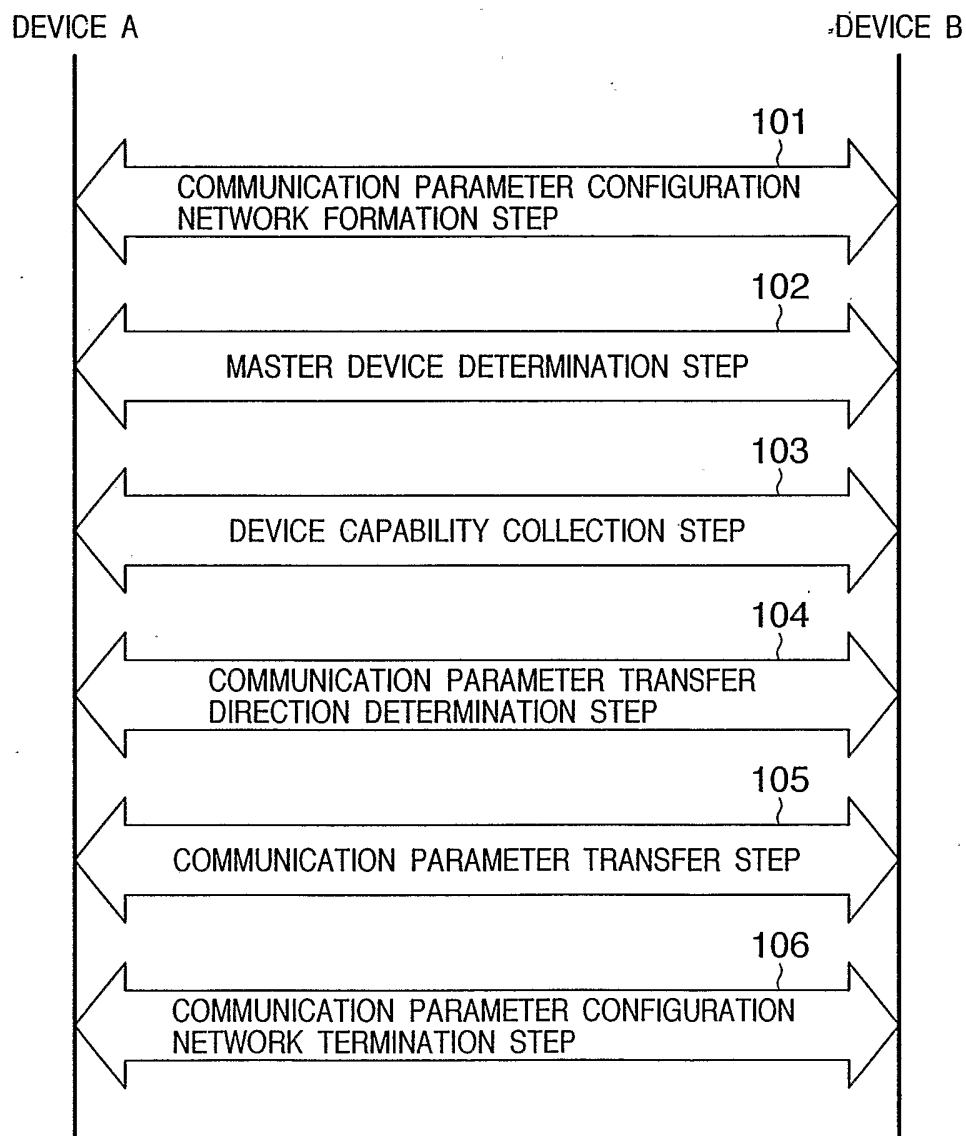 DEVICE A
DEVICE B
101
COMMUNICATION PARAMETER CONFIGURATION
NETWORK FORMATION STEP
102
MASTER DEVICE DETERMINATION STEP
103
DEVICE CAPABILITY COLLECTION STEP
104
COMMUNICATION PARAMETER TRANSFER
DIRECTION DETERMINATION STEP
105
COMMUNICATION PARAMETER TRANSFER STEP
106
COMMUNICATION PARAMETER CONFIGURATION
NETWORK TERMINATION STEP